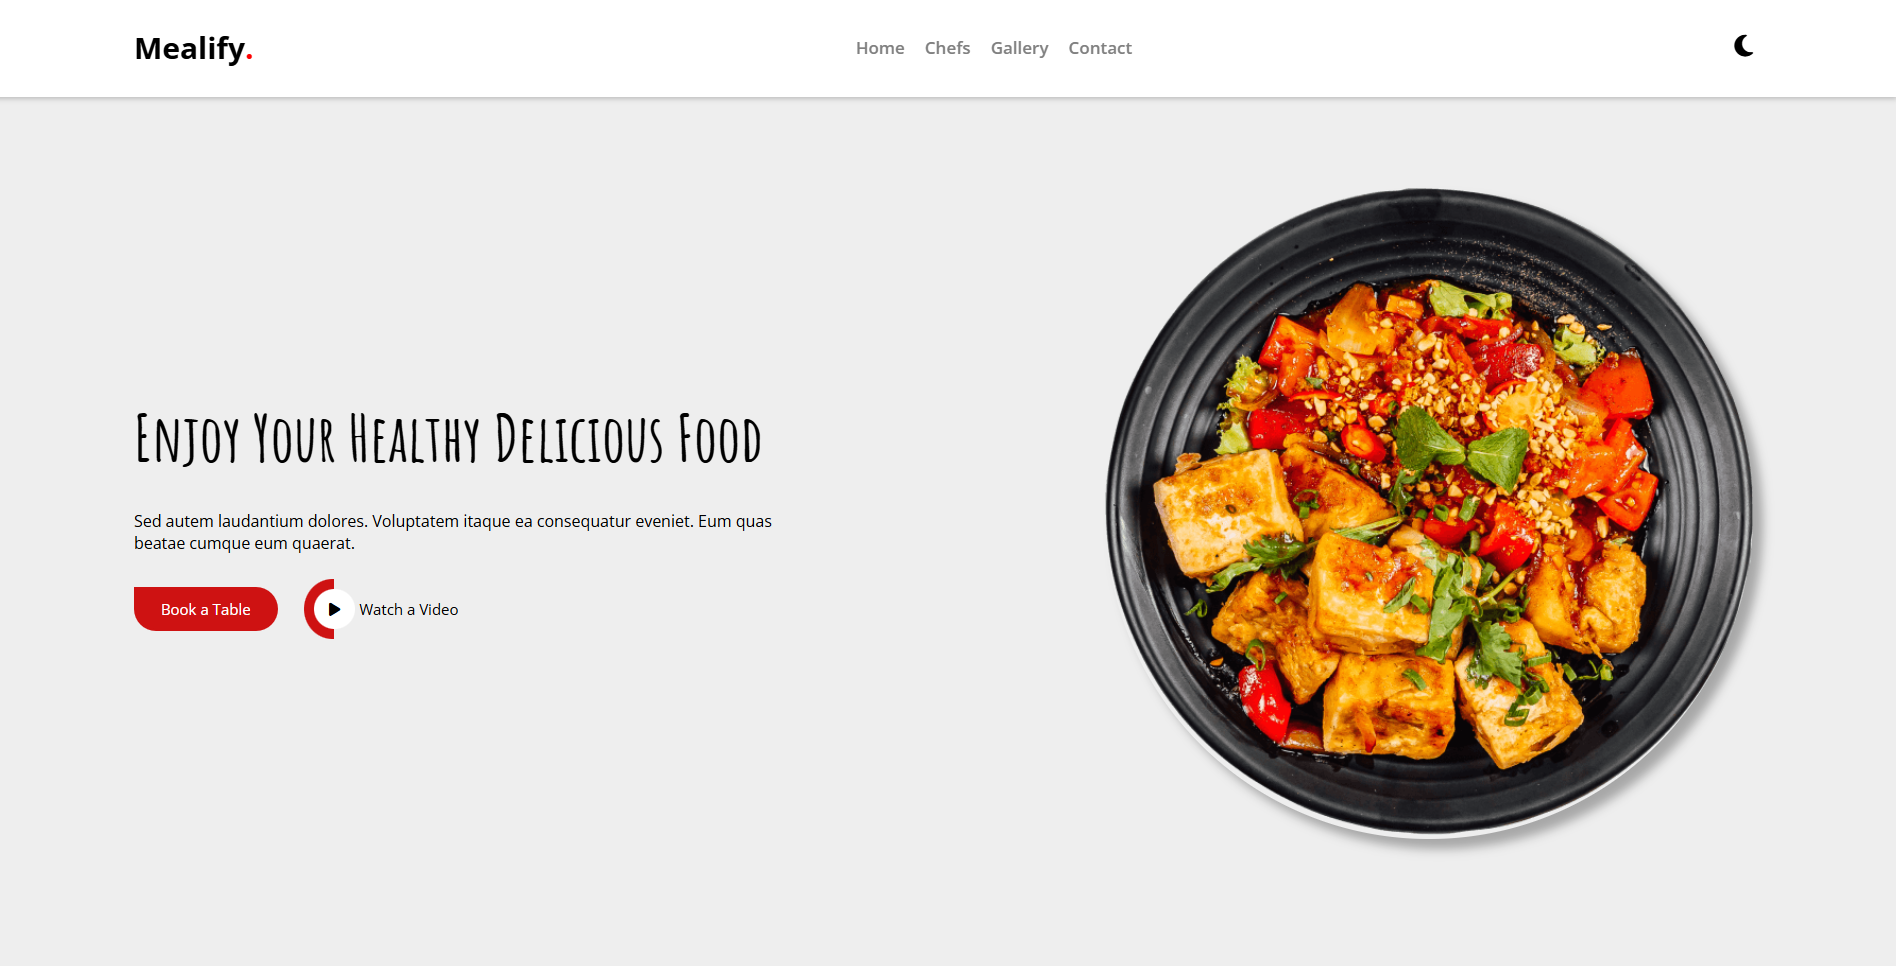 Mealify.
Home Chefs Gallery Contact
Enjoy Your Healthy Delicious Food
Sed autem laudantium dolores. Voluptatem itaque ea consequatur eveniet. Eum quas
beatae cumque eum quaerat.
Book a Table
Watch a Video